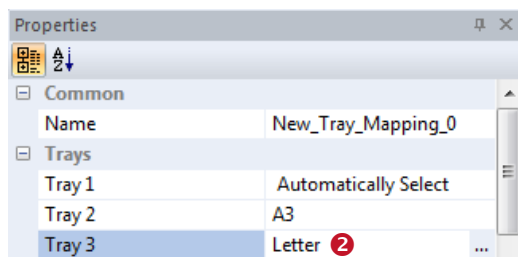 Properties
A Z
Common
Name New_Tray_Mapping_0
Trays
Tray 1 Automatically Select
Tray 2 A3
Tray 3 Letter 2 ...